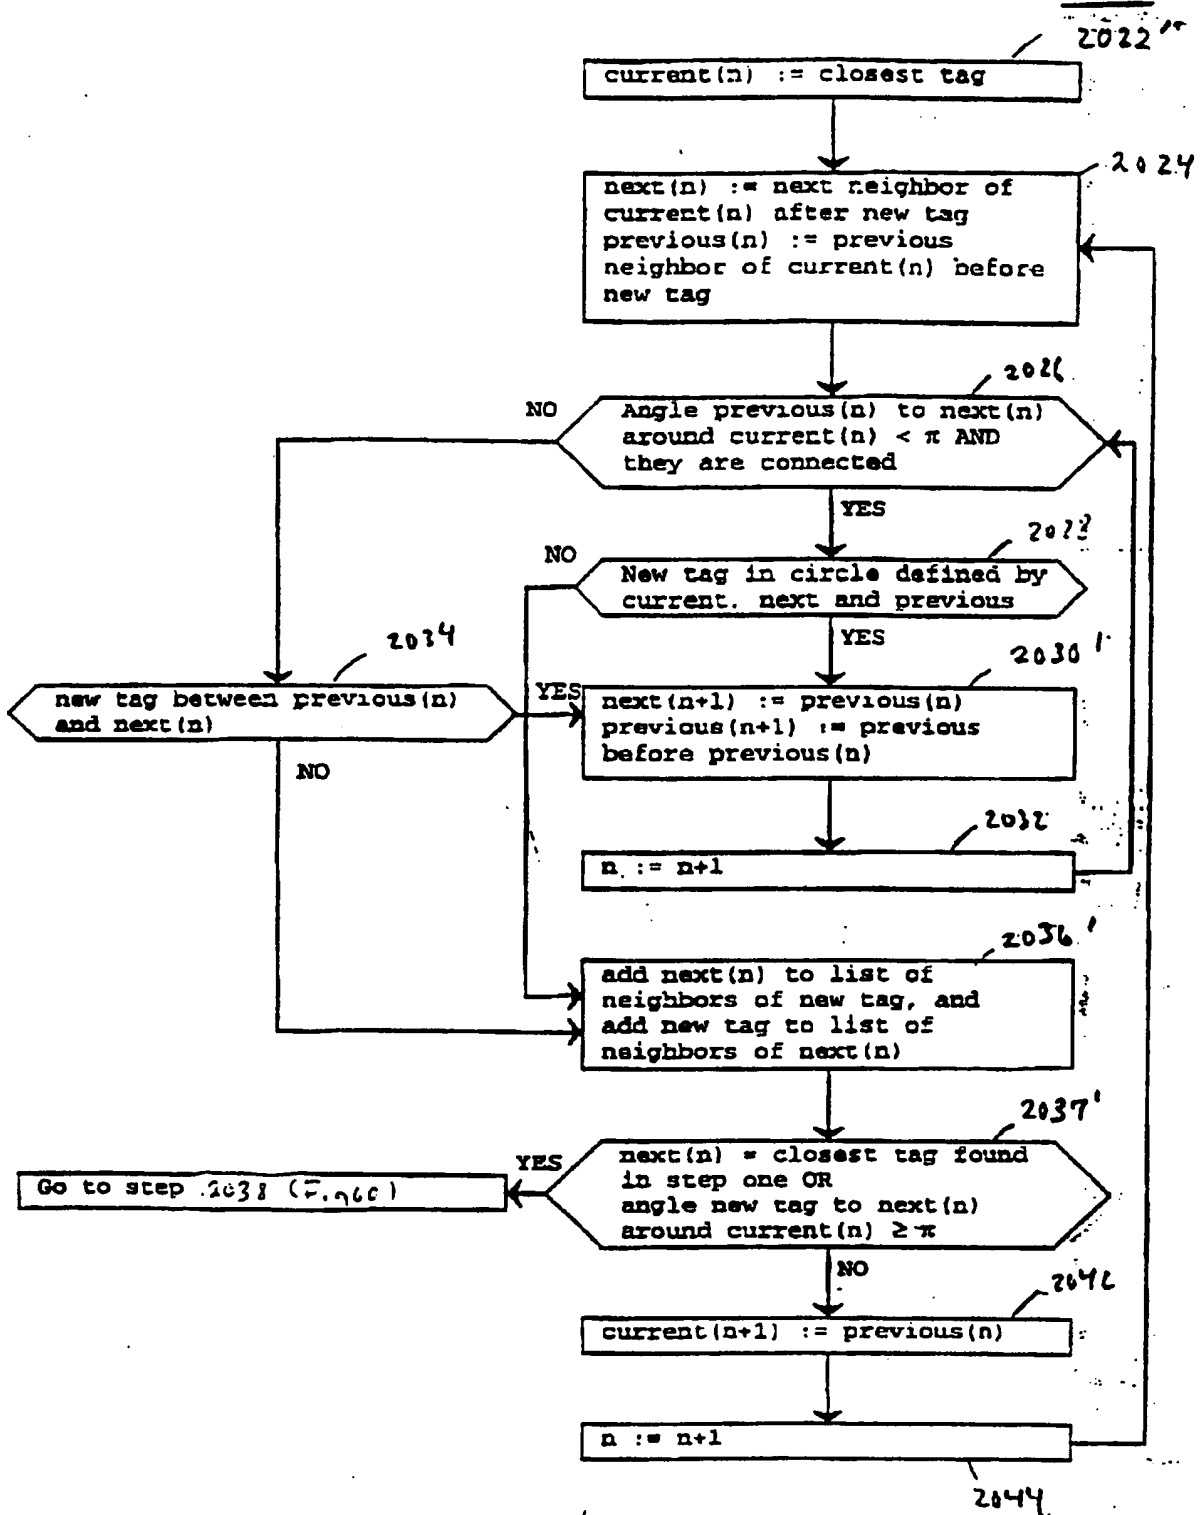 2022"
current(n) := closest tag
2024
next(n) := next neighbor of
current(n) after new tag
previous(n) := previous
neighbor of current(n) before
new tag
2026
NO
Angle previous(n) to next(n)
around current(n) < π AND
they are connected
YES
2028
NO
New tag in circle defined by
current. next and previous
YES
2034
2030'
new tag between previous(n)
and next(n)
YES
next(n+1) := previous(n)
previous(n+1) := previous
before previous(n)
NO
2032
n := n+1
2036'
add next(n) to list of
neighbors of new tag, and
add new tag to list of
neighbors of next(n)
2037'
YES
next(n) = closest tag found
in step one OR
angle new tag to next(n)
around current(n) ≥ π
Go to step 2038 (Fig
NO
2042
current(n+1) := previous(n)
n := n+1
2044